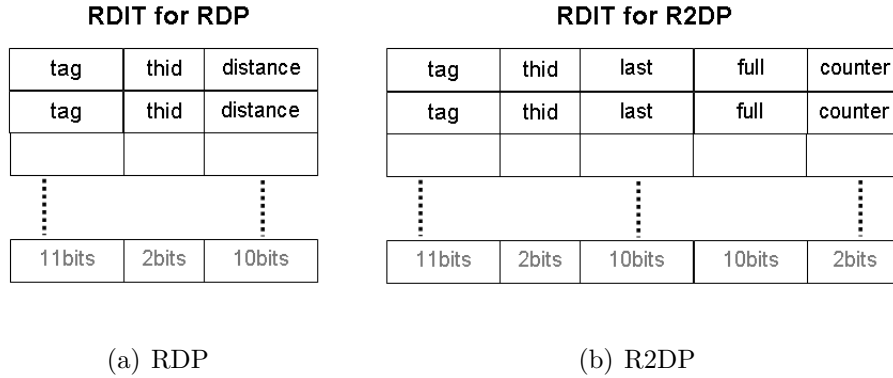 RDIT for RDP
tag thid distance
tag thid distance
11bits 2bits 10bits
(a) RDP
RDIT for R2DP
tag thid last full counter
tag thid last full counter
11bits 2bits 10bits 10bits 2bits
(b) R2DP